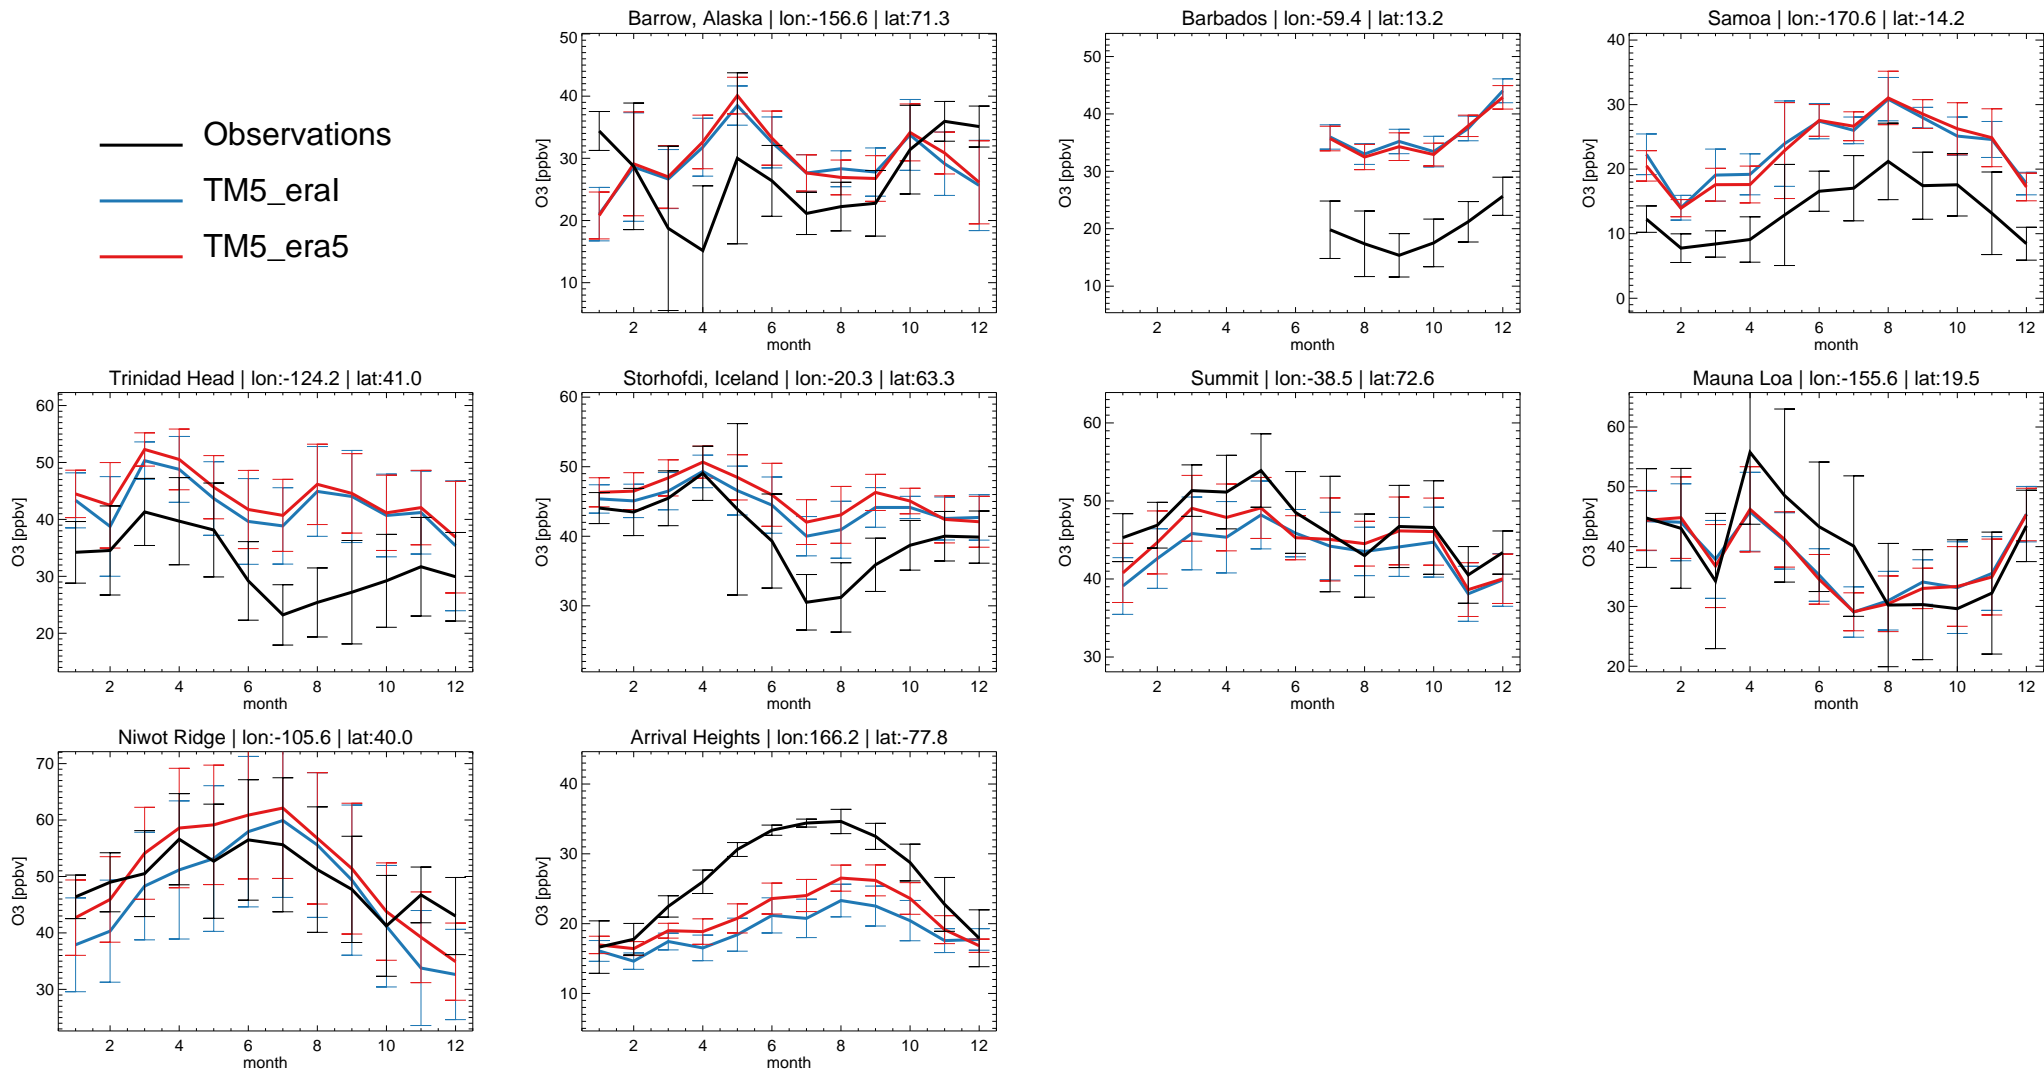 Observations
TM5_eraI
TM5_era5
Barrow, Alaska | lon:-156.6 | lat:71.3
O3 [ppbv]
50
40
30
20
10
2 4 6 8 10 12
month
Barbados | lon:-59.4 | lat:13.2
O3 [ppbv]
50
40
30
20
10
2 4 6 8 10 12
month
Samoa | lon:-170.6 | lat:-14.2
O3 [ppbv]
40
30
20
10
0
2 4 6 8 10 12
month
Trinidad Head | lon:-124.2 | lat:41.0
O3 [ppbv]
60
50
40
30
20
2 4 6 8 10 12
month
Storhofdi, Iceland | lon:-20.3 | lat:63.3
O3 [ppbv]
60
50
40
30
2 4 6 8 10 12
month
Summit | lon:-38.5 | lat:72.6
O3 [ppbv]
60
50
40
30
2 4 6 8 10 12
month
Mauna Loa | lon:-155.6 | lat:19.5
O3 [ppbv]
60
50
40
30
20
2 4 6 8 10 12
month
Niwot Ridge | lon:-105.6 | lat:40.0
O3 [ppbv]
70
60
50
40
30
2 4 6 8 10 12
month
Arrival Heights | lon:166.2 | lat:-77.8
O3 [ppbv]
40
30
20
10
2 4 6 8 10 12
month